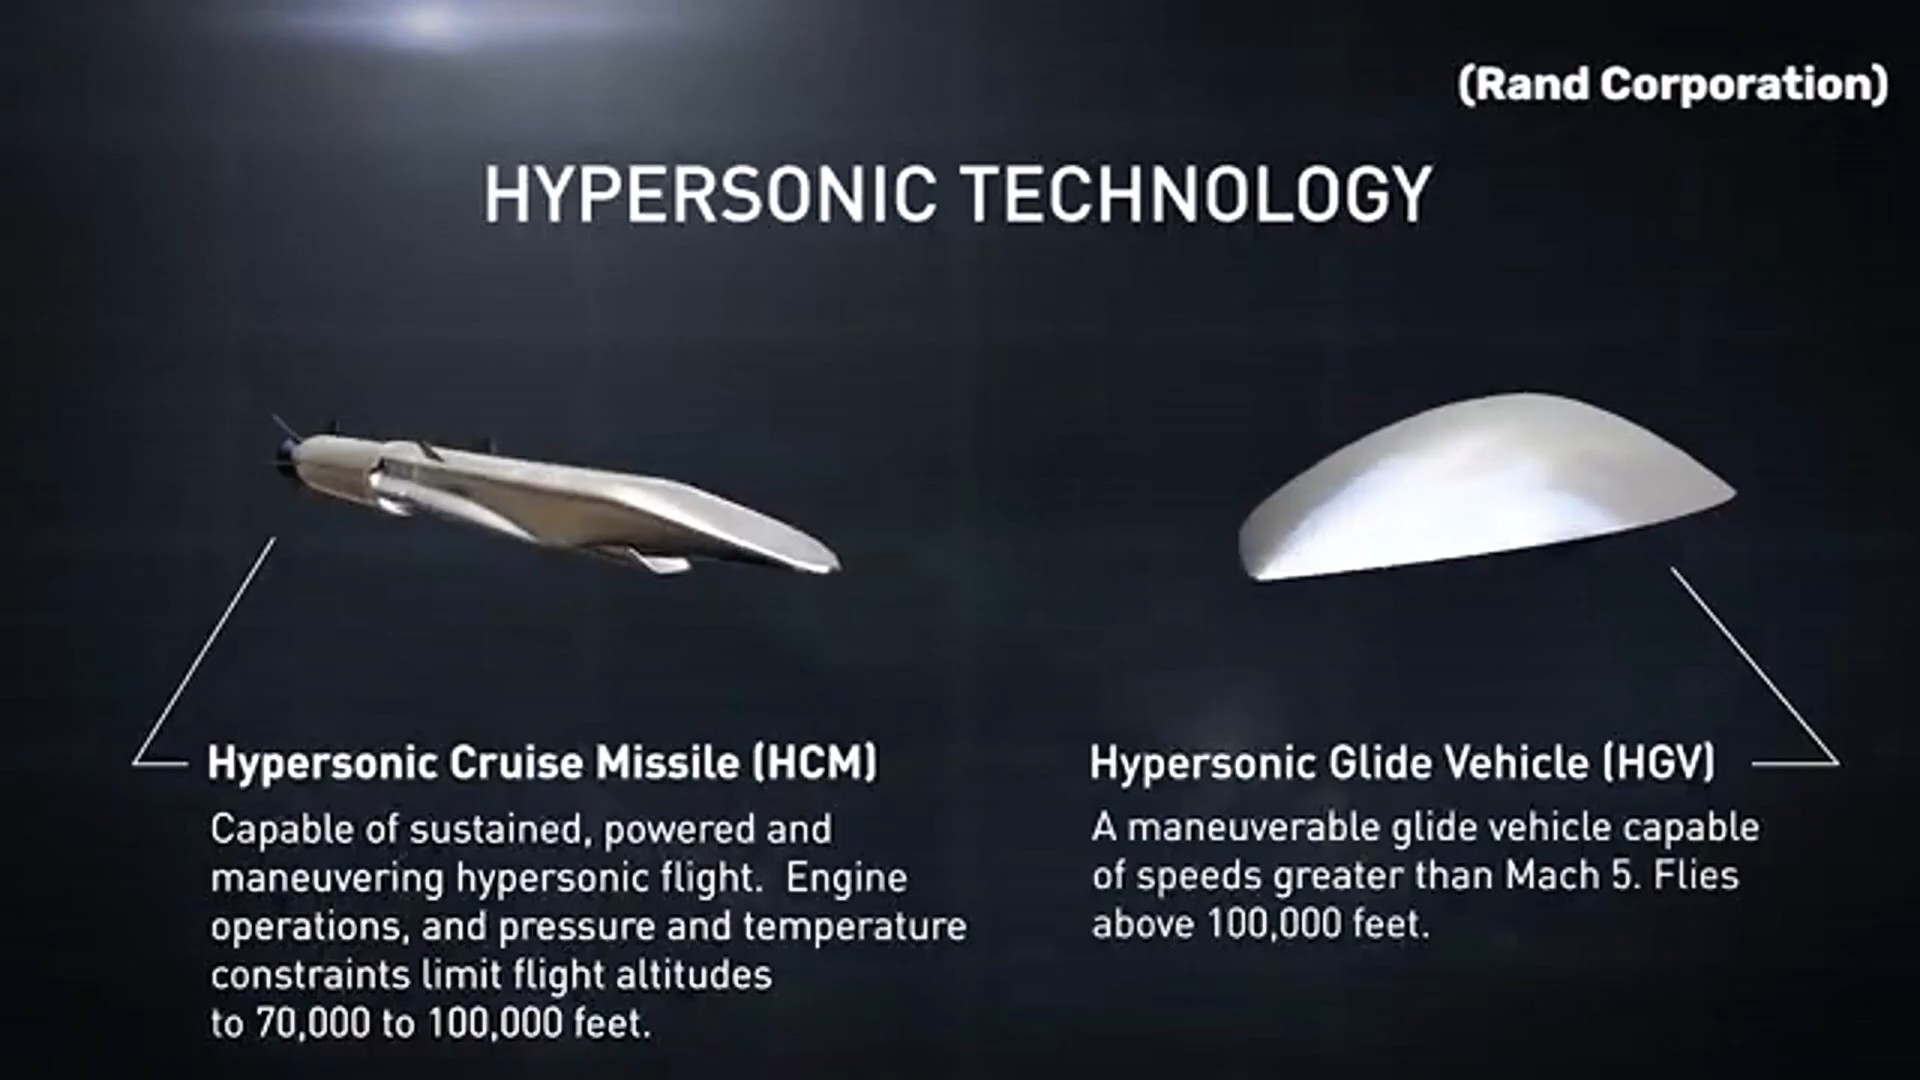 (Rand Corporation)
HYPERSONIC TECHNOLOGY
Hypersonic Cruise Missile (HCM)
Capable of sustained, powered and
maneuvering hypersonic flight.  Engine
operations, and pressure and temperature
constraints limit flight altitudes
to 70,000 to 100,000 feet.
Hypersonic Glide Vehicle (HGV)
A maneuverable glide vehicle capable
of speeds greater than Mach 5. Flies
above 100,000 feet.